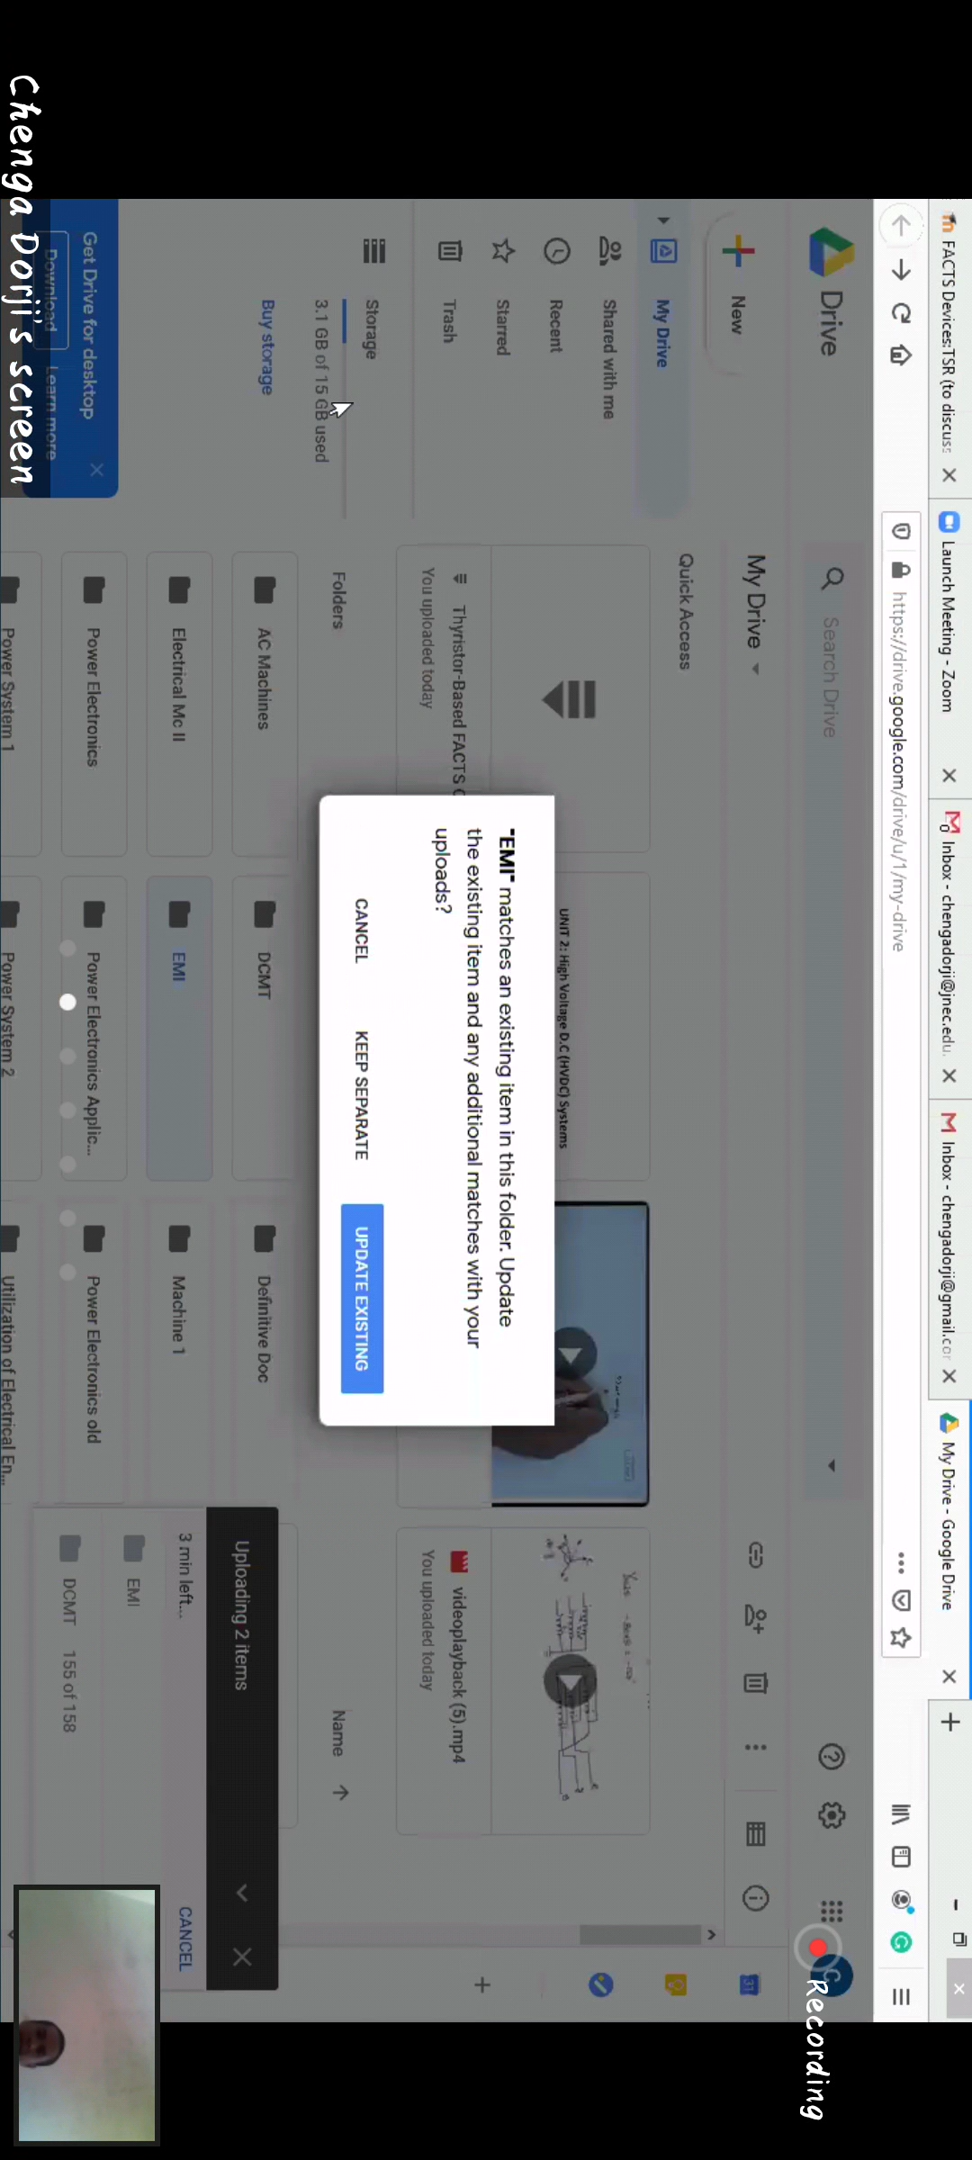 FACTS Devices:TSR (to discuss
Launch Meeting - Zoom
Inbox - chengadorji@jnec.edu.
Inbox - chengadorji@gmail.cor
My Drive - Google Drive
https://drive.google.com/drive/u/1/my-drive
Drive
Search Drive
New
My Drive
Shared with me
Recent
Starred
Trash
Storage
3.1 GB of 15 GB used
Buy storage
Get Drive for desktop
Download
Learn more
My Drive
Quick Access
Thyristor-Based FACTS C
You uploaded today
UNIT 2: High Voltage D.C (HVDC) Systems
videoplayback (5).mp4
You uploaded today
Folders
Name
AC Machines
DCMT
Definitive Doc
Electrical Mc II
EMI
Machine 1
Power Electronics
Power Electronics Applic...
Power Electronics old
Power System 1
Power System 2
Utilization of Electrical En...
"EMI" matches an existing item in this folder. Update
the existing item and any additional matches with your
uploads?
CANCEL
KEEP SEPARATE
UPDATE EXISTING
Uploading 2 items
3 min left...
CANCEL
EMI
DCMT
155 of 158
31
C
Recording
Chenga Dorji's screen